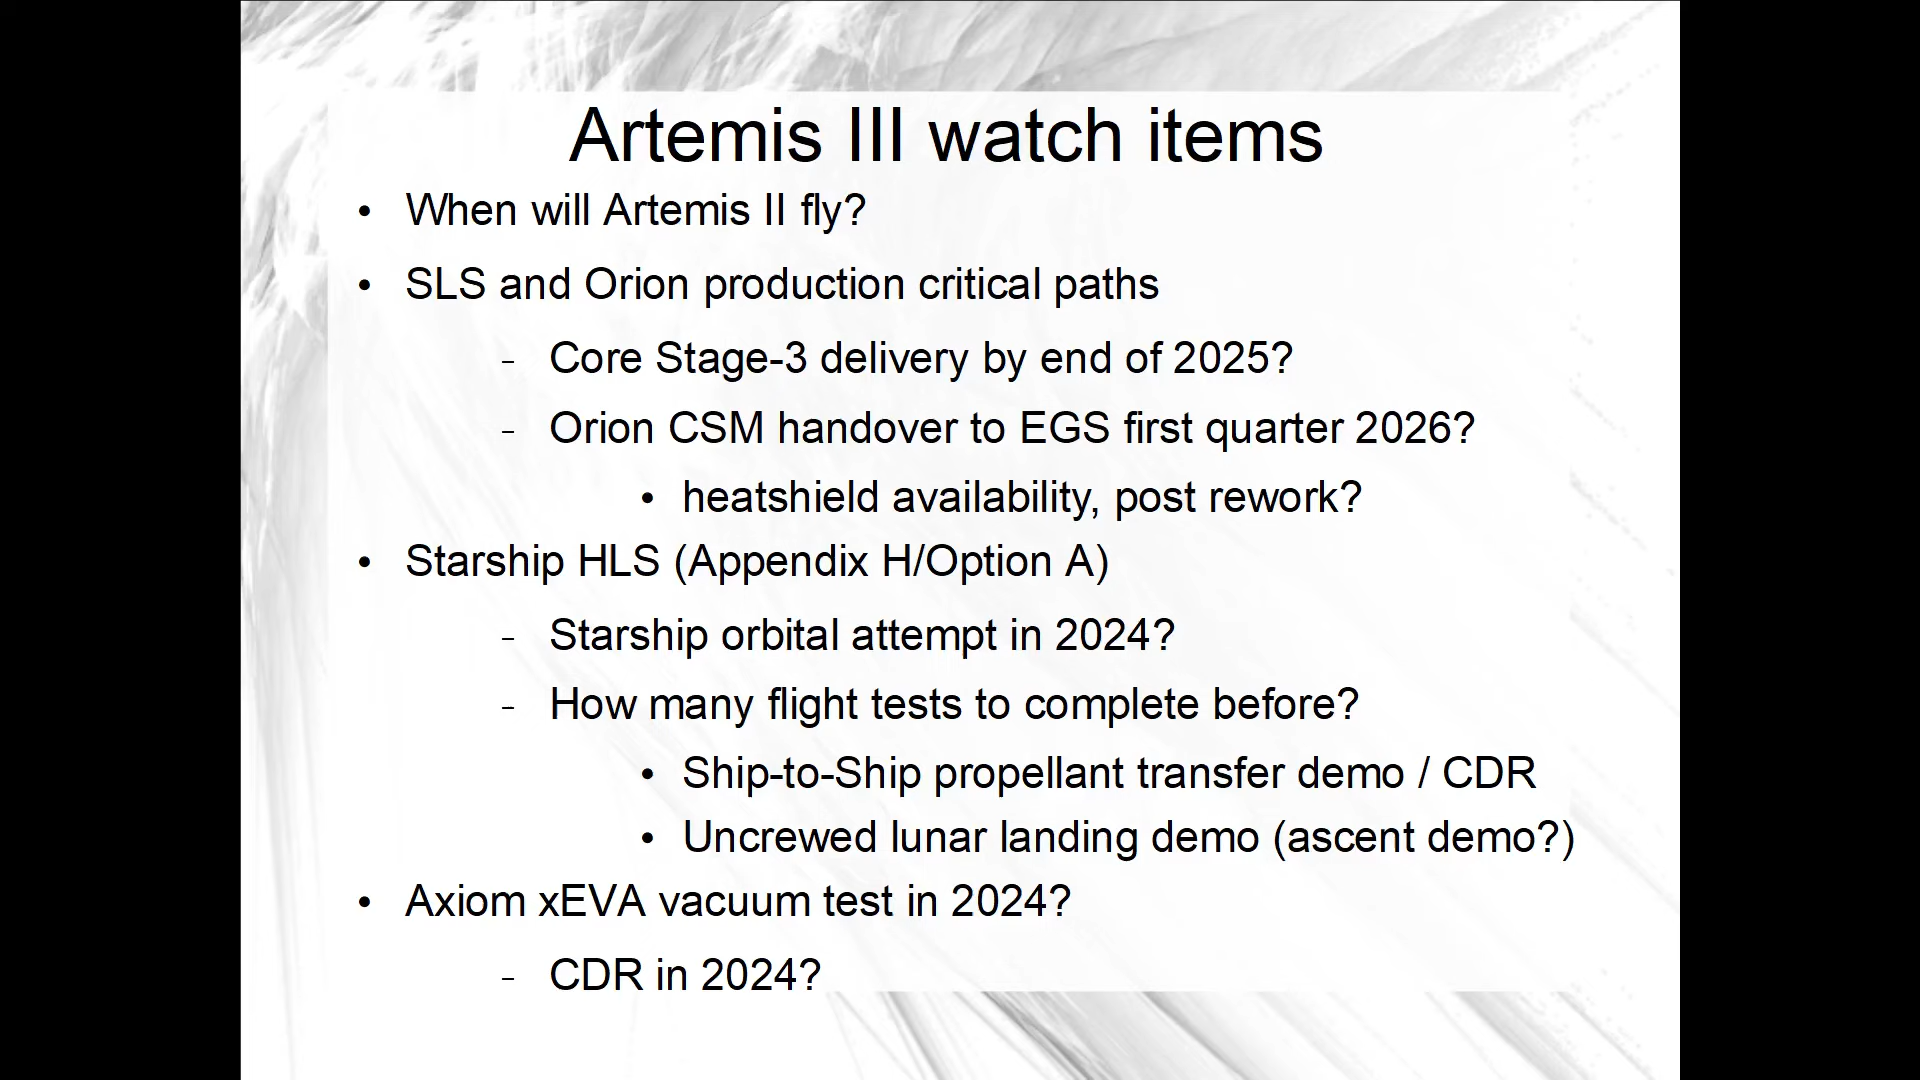 Artemis III watch items
• When will Artemis II fly?
• SLS and Orion production critical paths
– Core Stage-3 delivery by end of 2025?
– Orion CSM handover to EGS first quarter 2026?
• heatshield availability, post rework?
• Starship HLS (Appendix H/Option A)
– Starship orbital attempt in 2024?
– How many flight tests to complete before?
• Ship-to-Ship propellant transfer demo / CDR
• Uncrewed lunar landing demo (ascent demo?)
• Axiom xEVA vacuum test in 2024?
– CDR in 2024?